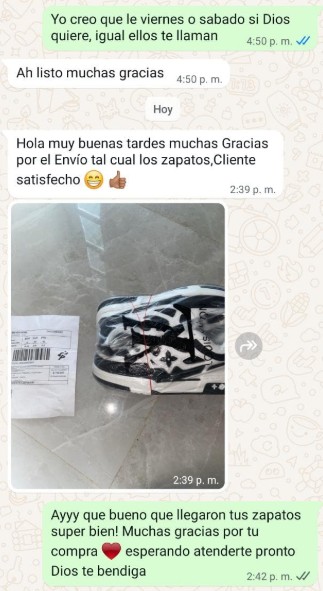 Yo creo que le viernes o sabado si Dios
quiere, igual ellos te llaman
4:50 p. m.
Ah listo muchas gracias
4:50 p. m.
Hoy
Hola muy buenas tardes muchas Gracias
por el Envío tal cual los zapatos,Cliente
satisfecho 😁 👍🏽
2:39 p. m.
2:39 p. m.
Ayyy que bueno que llegaron tus zapatos
super bien! Muchas gracias por tu
compra ❤️ esperando atenderte pronto
Dios te bendiga
2:42 p. m.